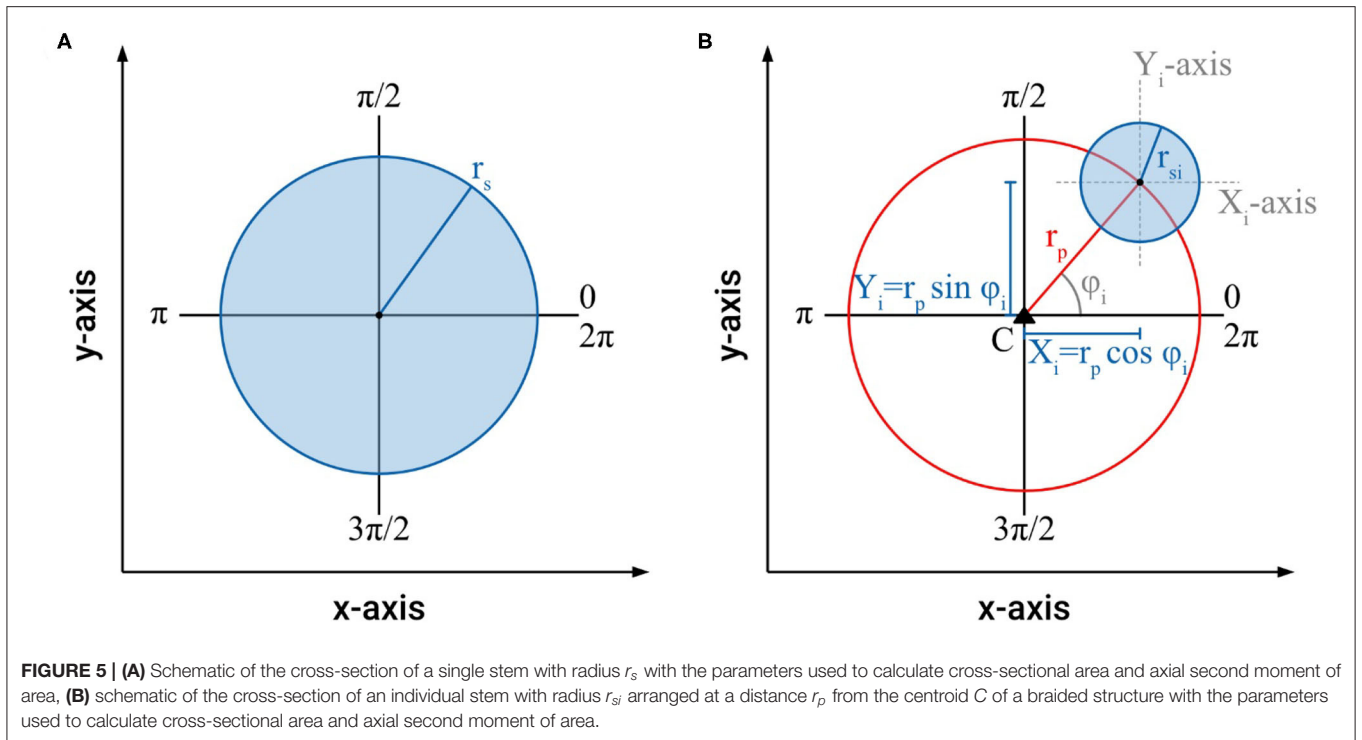 A
π/2
r_s
y-axis
π
0
2π
3π/2
x-axis
B
Y_i-axis
π/2
r_si
X_i-axis
r_p
Y_i=r_p sin φ_i
φ_i
y-axis
π
0
2π
C
X_i=r_p cos φ_i
3π/2
x-axis
FIGURE 5 | (A) Schematic of the cross-section of a single stem with radius r_s with the parameters used to calculate cross-sectional area and axial second moment of
area, (B) schematic of the cross-section of an individual stem with radius r_si arranged at a distance r_p from the centroid C of a braided structure with the parameters
used to calculate cross-sectional area and axial second moment of area.